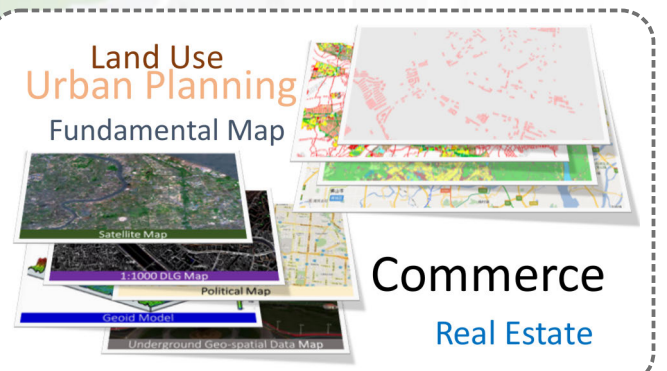 Land Use
Urban Planning
Fundamental Map
Satellite Map
1:1000 DLG Map
Political Map
Geoid Model
Underground Geo-spatial Data Map
Commerce
Real Estate